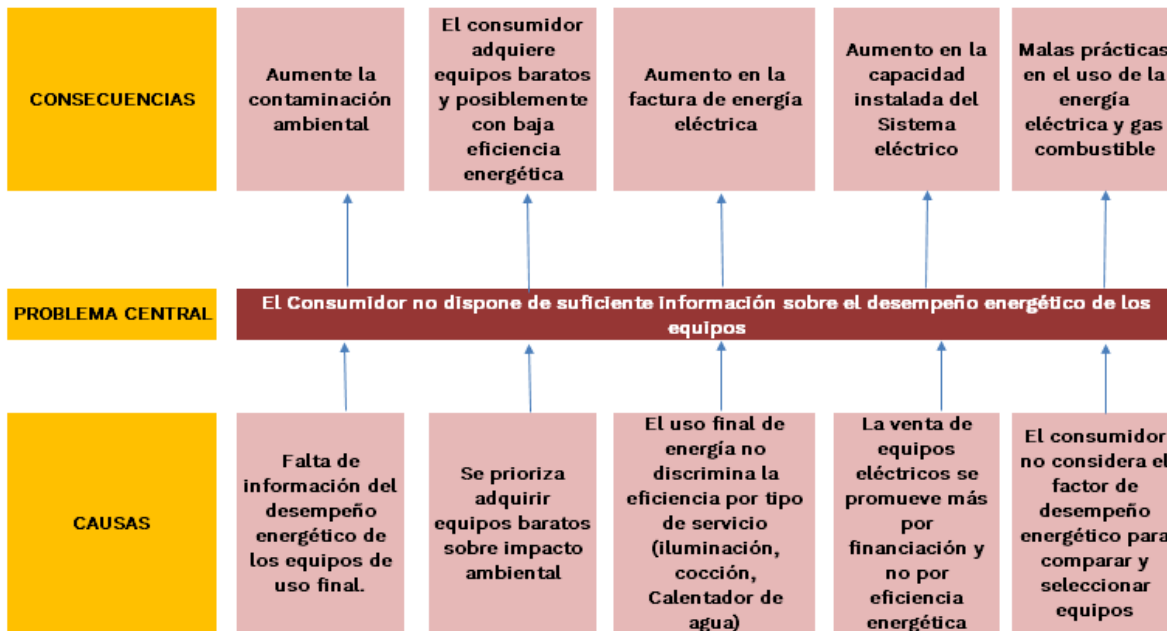 CONSECUENCIAS
Aumente la
contaminación
ambiental
El consumidor
adquiere
equipos baratos
y posiblemente
con baja
eficiencia
energética
Aumento en la
factura de energía
eléctrica
Aumento en la
capacidad
instalada del
Sistema
eléctrico
Malas prácticas
en el uso de la
energía
eléctrica y gas
combustible
PROBLEMA CENTRAL
El Consumidor no dispone de suficiente información sobre el desempeño energético de los
equipos
CAUSAS
Falta de
información del
desempeño
energético de
los equipos de
uso final.
Se prioriza
adquirir
equipos baratos
sobre impacto
ambiental
El uso final de
energía no
discrimina la
eficiencia por tipo
de servicio
(iluminación,
cocción,
Calentador de
agua)
La venta de
equipos
eléctricos se
promueve más
por
financiación y
no por
eficiencia
energética
El consumidor
no considera el
factor de
desempeño
energético para
comparar y
seleccionar
equipos